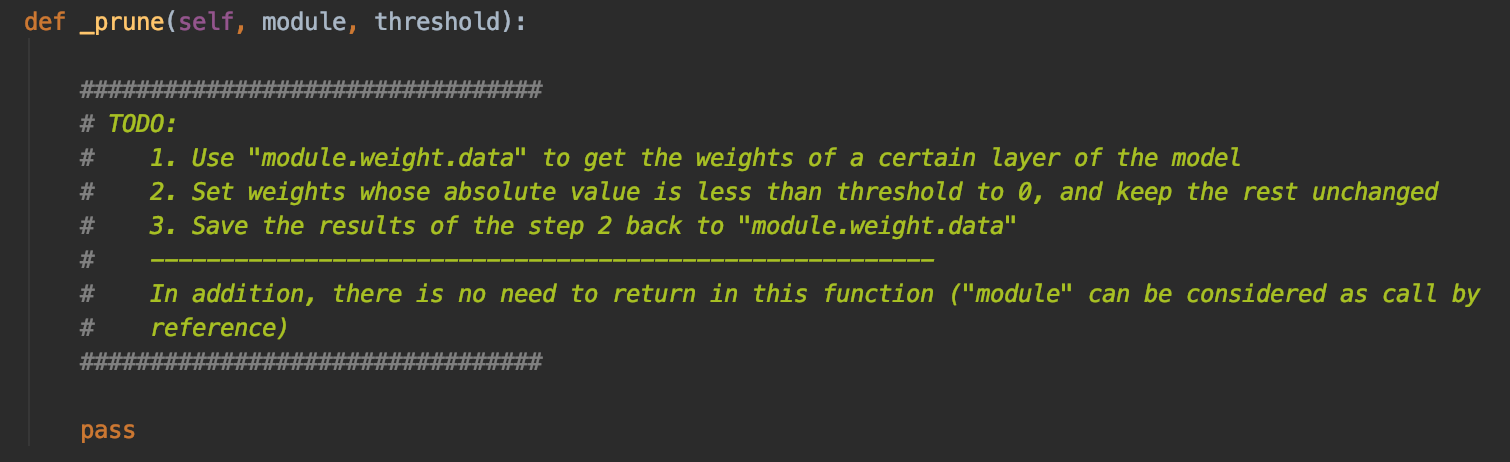 def _prune(self, module, threshold):
#################################
# TODO:
#    1. Use "module.weight.data" to get the weights of a certain layer of the model
#    2. Set weights whose absolute value is less than threshold to 0, and keep the rest unchanged
#    3. Save the results of the step 2 back to "module.weight.data"
#    --------------------------------------------------------
#    In addition, there is no need to return in this function ("module" can be considered as call by
#    reference)
#################################
pass